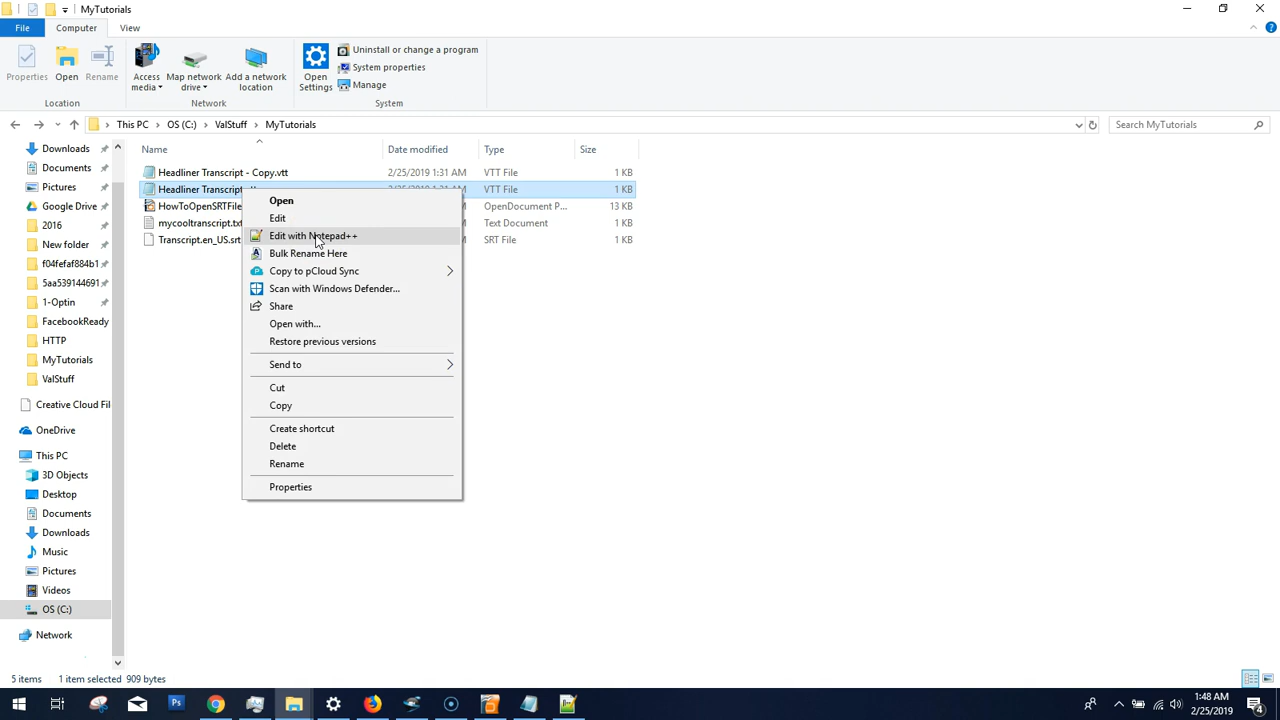 MyTutorials
File Computer View
Properties Open Rename Access media Map network drive Add a network location Open Settings Uninstall or change a program
System properties
Manage
Location Network System
This PC OS (C:) ValStuff MyTutorials Search MyTutorials
Name Date modified Type Size
Downloads
Documents
Pictures
Google Drive
2016
New folder
f04fefaf884b1
5aa539144691
1-Optin
FacebookReady
HTTP
MyTutorials
ValStuff
Creative Cloud Fil
OneDrive
This PC
3D Objects
Desktop
Documents
Downloads
Music
Pictures
Videos
OS (C:)
Network
Headliner Transcript - Copy.vtt 2/25/2019 1:31 AM VTT File 1 KB
Headliner Transcript VTT File 1 KB
HowToOpenSRTFile OpenDocument P... 13 KB
mycooltranscript.txt Text Document 1 KB
Transcript.en_US.srt SRT File 1 KB
Open
Edit
Edit with Notepad++
Bulk Rename Here
Copy to pCloud Sync
Scan with Windows Defender...
Share
Open with...
Restore previous versions
Send to
Cut
Copy
Create shortcut
Delete
Rename
Properties
5 items 1 item selected 909 bytes
Ps
1:48 AM
2/25/2019
4